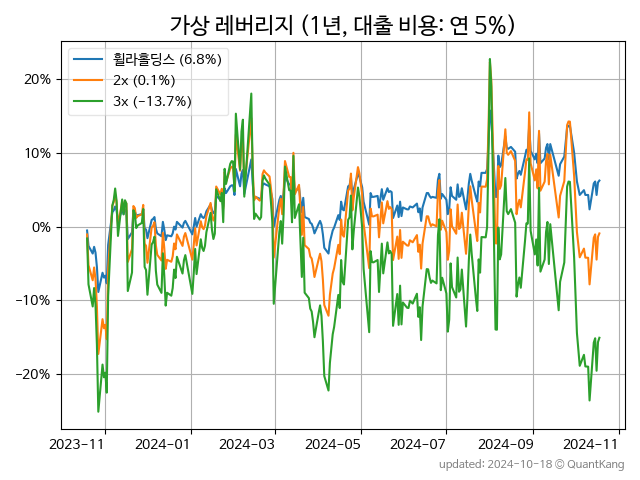 가상 레버리지 (1년, 대출 비용: 연 5%)
휠라홀딩스 (6.8%)
2x (0.1%)
3x (-13.7%)
20%
10%
0%
−10%
−20%
2023-11
2024-01
2024-03
2024-05
2024-07
2024-09
2024-11
updated: 2024-10-18 © QuantKang